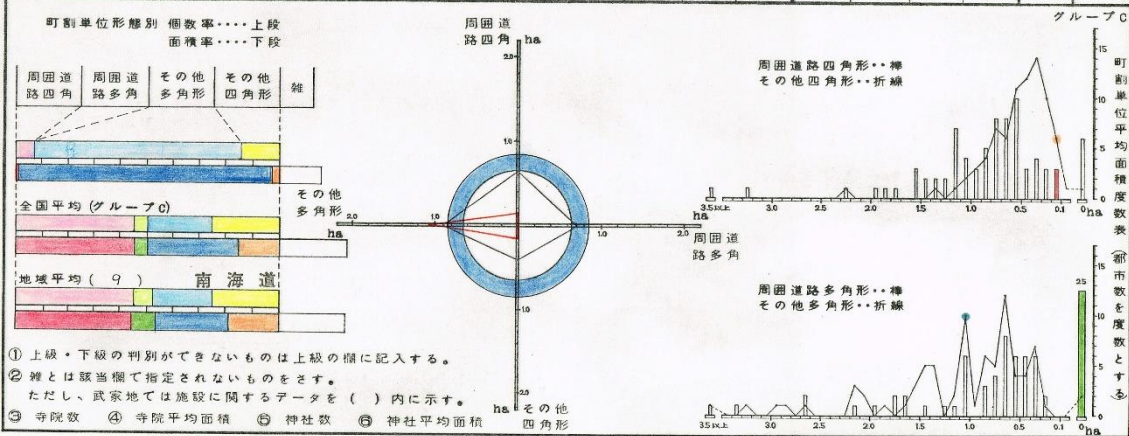 町割単位形態別 個数率‥‥上段
面積率‥‥下段
周囲道
路四角
周囲道
路多角
その他
多角形
その他
四角形
雑
全国平均(グループC)
地域平均( 9 ) 南海道
① 上級・下級の判別ができないものは上級の欄に記入する。
② 雑とは該当欄で指定されないものをさす。
ただし、武家地では施設に関するデータを ( ) 内に示す。
③ 寺院数 ④ 寺院平均面積 ⑤ 神社数 ⑥ 神社平均面積
周囲道
路四角
ha
2.0
1.0
その他
多角形
2.0
1.0
ha
1.0
2.0
ha
周囲道
路多角
1.0
2.0
ha
その他
四角形
グループC
周囲道路四角形‥棒
その他四角形‥折線
15
10
5
0
3.5以上
3.0
2.5
2.0
1.5
1.0
0.5
0.1
0
ha
周囲道路多角形‥棒
その他多角形‥折線
25
15
10
5
0
3.5以上
3.0
2.5
2.0
1.5
1.0
0.5
0.1
0
ha
町割単位平均面積度数表(都市数を度数とする)